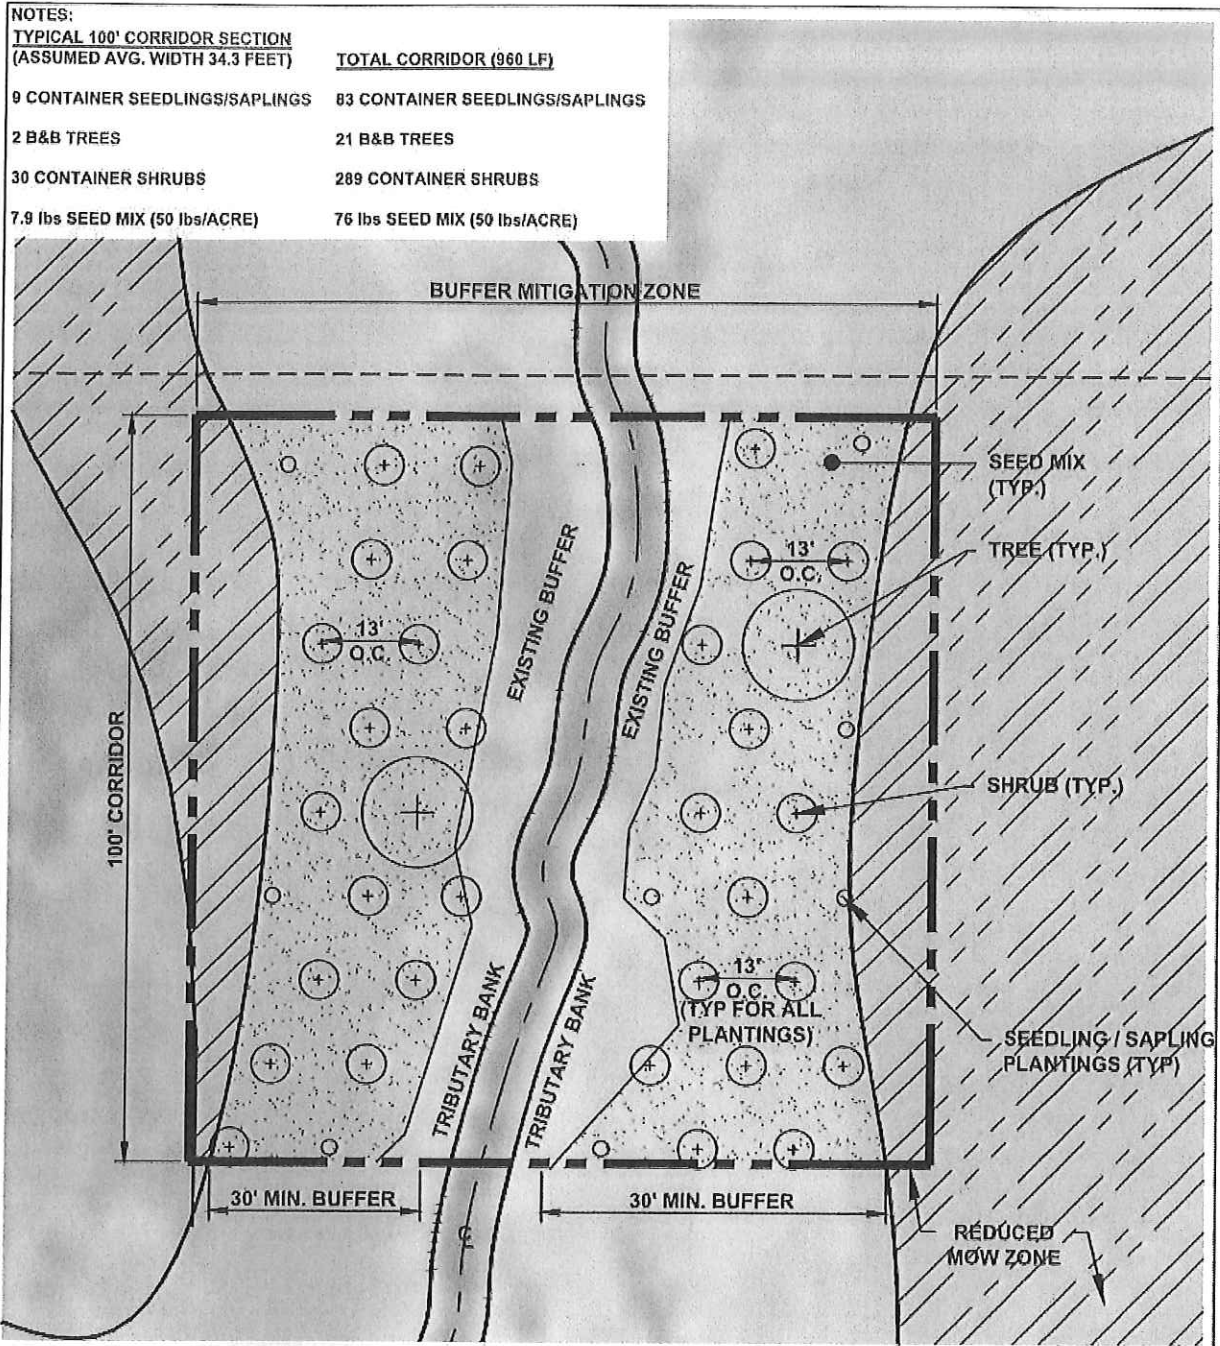 NOTES:
TYPICAL 100' CORRIDOR SECTION
(ASSUMED AVG. WIDTH 34.3 FEET)
TOTAL CORRIDOR (960 LF)
9 CONTAINER SEEDLINGS/SAPLINGS
83 CONTAINER SEEDLINGS/SAPLINGS
2 B&B TREES
21 B&B TREES
30 CONTAINER SHRUBS
289 CONTAINER SHRUBS
7.9 lbs SEED MIX (50 lbs/ACRE)
76 lbs SEED MIX (50 lbs/ACRE)
BUFFER MITIGATION ZONE
SEED MIX
(TYP.)
TREE (TYP.)
13'
O.C.
13'
O.C.
EXISTING BUFFER
EXISTING BUFFER
100' CORRIDOR
SHRUB (TYP.)
13'
O.C.
(TYP FOR ALL
PLANTINGS)
TRIBUTARY BANK
TRIBUTARY BANK
SEEDLING / SAPLING
PLANTINGS (TYP)
30' MIN. BUFFER
30' MIN. BUFFER
REDUCED
MOW ZONE